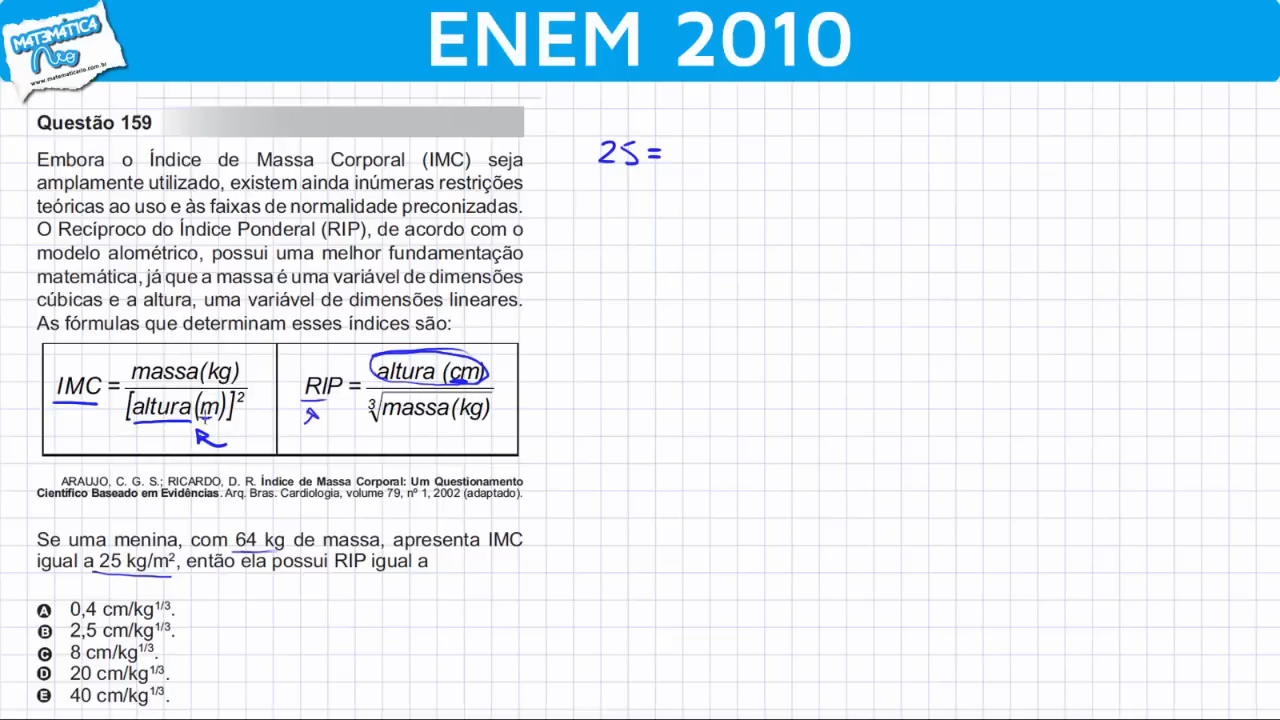 MATEMÁTICA
Rio
www.matematicario.com.br
ENEM 2010
Questão 159
Embora o Índice de Massa Corporal (IMC) seja
amplamente utilizado, existem ainda inúmeras restrições
teóricas ao uso e às faixas de normalidade preconizadas.
O Recíproco do Índice Ponderal (RIP), de acordo com o
modelo alométrico, possui uma melhor fundamentação
matemática, já que a massa é uma variável de dimensões
cúbicas e a altura, uma variável de dimensões lineares.
As fórmulas que determinam esses índices são:
IMC = massa(kg) / [altura(m)]²
RIP = altura (cm) / ∛massa(kg)
ARAUJO, C. G. S.; RICARDO, D. R. Índice de Massa Corporal: Um Questionamento
Científico Baseado em Evidências. Arq. Bras. Cardiologia, volume 79, nº 1, 2002 (adaptado).
Se uma menina, com 64 kg de massa, apresenta IMC
igual a 25 kg/m², então ela possui RIP igual a
A 0,4 cm/kg¹/³.
B 2,5 cm/kg¹/³.
C 8 cm/kg¹/³.
D 20 cm/kg¹/³.
E 40 cm/kg¹/³.
25 =